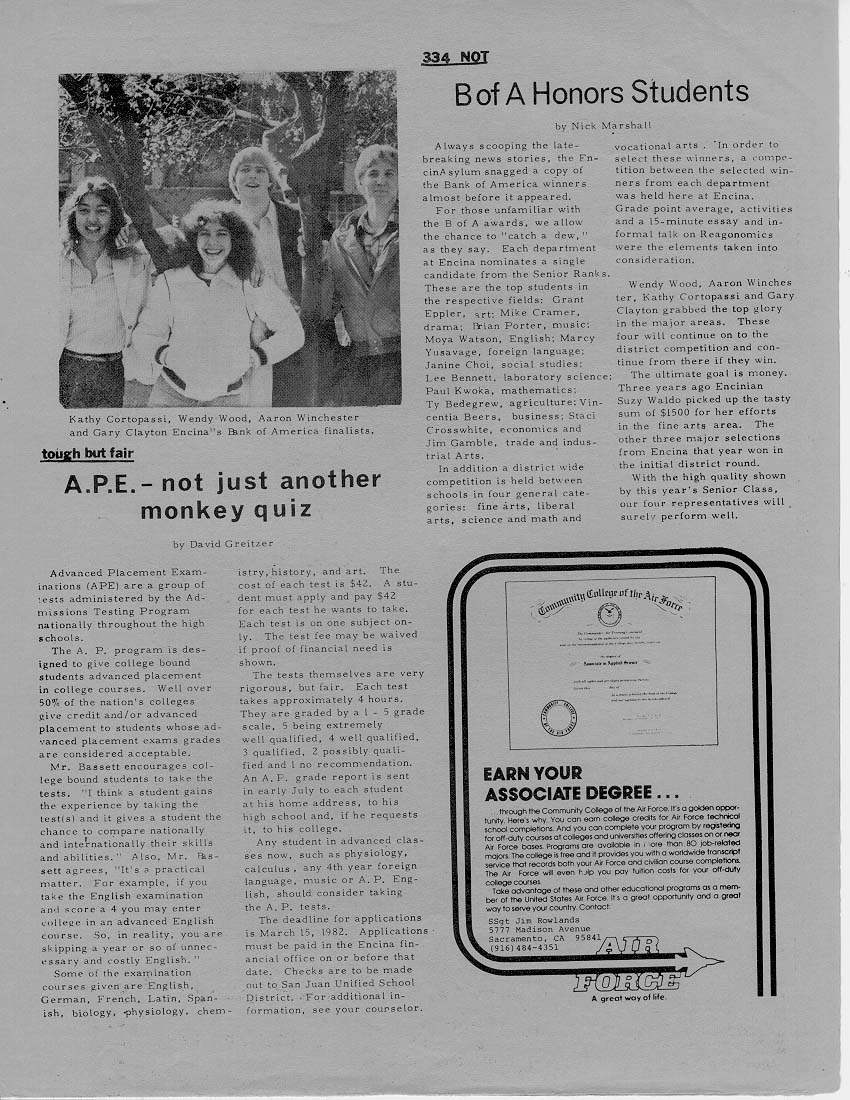 334 NOT
B of A Honors Students
by Nick Marshall
Always scooping the late-
breaking news stories, the En-
cinAsylum snagged a copy of
the Bank of America winners
almost before it appeared.
For those unfamiliar with
the B of A awards, we allow
the chance to "catch a dew,"
as they say. Each department
at Encina nominates a single
candidate from the Senior Ranks.
These are the top students in
the respective fields: Grant
Eppler, art; Mike Cramer,
drama; Brian Porter, music;
Moya Watson, English; Marcy
Yusavage, foreign language;
Janine Choi, social studies;
Lee Bennett, laboratory science;
Paul Kwoka, mathematics;
Ty Bedegrew, agriculture; Vin-
centia Beers, business; Staci
Crosswhite, economics and
Jim Gamble, trade and indus-
trial Arts.
In addition a district wide
competition is held between
schools in four general cate-
gories: fine arts, liberal
arts, science and math and
vocational arts . In order to
select these winners, a compe-
tition between the selected win-
ners from each department
was held here at Encina.
Grade point average, activities
and a 15-minute essay and in-
formal talk on Reagonomics
were the elements taken into
consideration.
Wendy Wood, Aaron Winches
ter, Kathy Cortopassi and Gary
Clayton grabbed the top glory
in the major areas. These
four will continue on to the
district competition and con-
tinue from there if they win.
The ultimate goal is money.
Three years ago Encinian
Suzy Waldo picked up the tasty
sum of $1500 for her efforts
in the fine arts area. The
other three major selections
from Encina that year won in
the initial district round.
With the high quality shown
by this year's Senior Class,
our four representatives will
surely perform well.
Kathy Cortopassi, Wendy Wood, Aaron Winchester
and Gary Clayton Encina"s Bank of America finalists.
tough but fair
A.P.E. - not just another
monkey quiz
by David Greitzer
Advanced Placement Exam-
inations (APE) are a group of
tests administered by the Ad-
missions Testing Program
nationally throughout the high
schools.
The A. P. program is des-
igned to give college bound
students advanced placement
in college courses. Well over
50% of the nation's colleges
give credit and/or advanced
placement to students whose ad-
vanced placement exams grades
are considered acceptable.
Mr. Bassett encourages col-
lege bound students to take the
tests. "I think a student gains
the experience by taking the
test(s) and it gives a student the
chance to compare nationally
and internationally their skills
and abilities." Also, Mr. Bas-
sett agrees, "It's a practical
matter. For example, if you
take the English examination
and score a 4 you may enter
college in an advanced English
course. So, in reality, you are
skipping a year or so of unnec-
essary and costly English."
Some of the examination
courses given are English,
German, French, Latin, Span-
ish, biology, physiology, chem-
istry, history, and art. The
cost of each test is $42. A stu-
dent must apply and pay $42
for each test he wants to take.
Each test is on one subject on-
ly. The test fee may be waived
if proof of financial need is
shown.
The tests themselves are very
rigorous, but fair. Each test
takes approximately 4 hours.
They are graded by a 1 - 5 grade
scale, 5 being extremely
well qualified, 4 well qualified,
3 qualified, 2 possibly quali-
fied and 1 no recommendation.
An A.P. grade report is sent
in early July to each student
at his home address, to his
high school and, if he requests
it, to his college.
Any student in advanced clas-
ses now, such as physiology,
calculus, any 4th year foreign
language, music or A.P. Eng-
lish, should consider taking
the A.P. tests.
The deadline for applications
is March 15, 1982. Applications
must be paid in the Encina fin-
ancial office on or before that
date. Checks are to be made
out to San Juan Unified School
District. For additional in-
formation, see your counselor.
Community College of the Air Force
Associate in Applied Science
EARN YOUR
ASSOCIATE DEGREE . . .
. . . through the Community College of the Air Force. It's a golden oppor-
tunity. Here's why. You can earn college credits for Air Force technical
school completions. And you can complete your program by registering
for off-duty courses at colleges and universities offering classes on or near
Air Force bases. Programs are available in more than 80 job-related
majors. The college is free and it provides you with a worldwide transcript
service that records both your Air Force and civilian course completions.
The Air Force will even help you pay tuition costs for your off-duty
college courses.
Take advantage of these and other educational programs as a mem-
ber of the United States Air Force. It's a great opportunity and a great
way to serve your country. Contact:
SSgt Jim Rowlands
5777 Madison Avenue
Sacramento, CA 95841
(916)484-4351
AIR
FORCE
A great way of life.